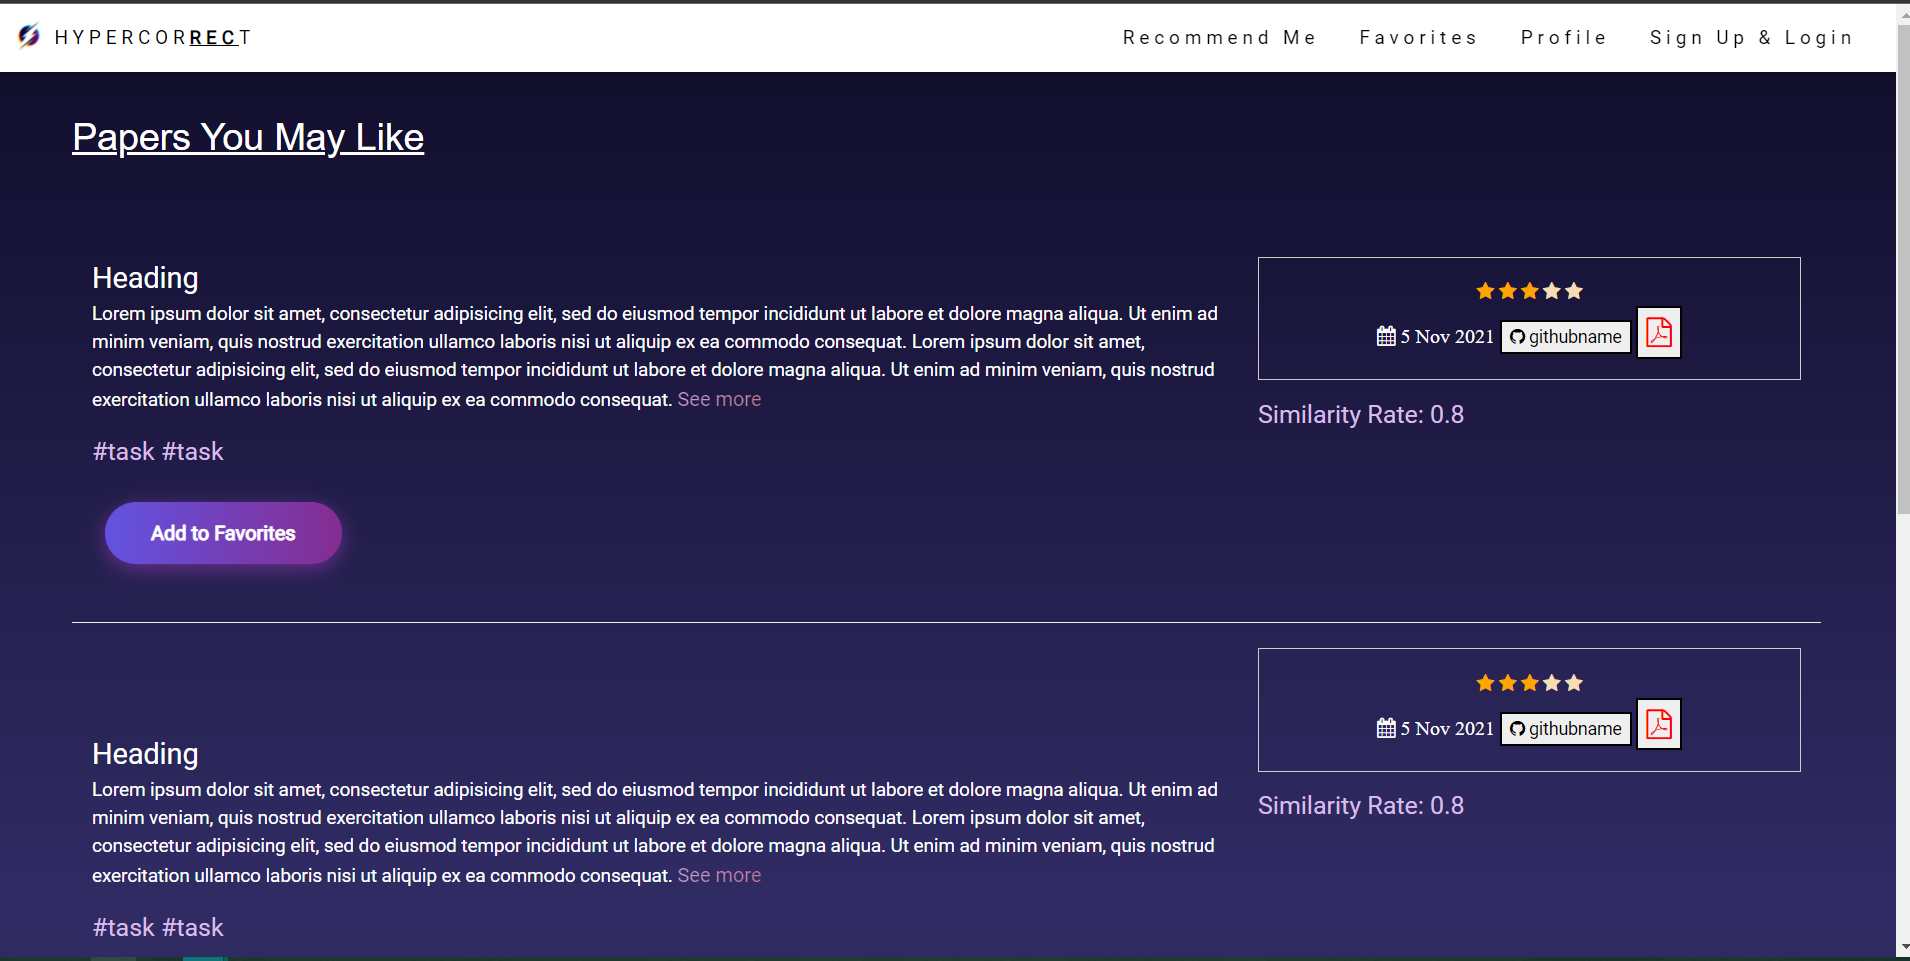 HYPERCORRECT
Recommend Me Favorites Profile Sign Up & Login
Papers You May Like
Heading
Lorem ipsum dolor sit amet, consectetur adipisicing elit, sed do eiusmod tempor incididunt ut labore et dolore magna aliqua. Ut enim ad
minim veniam, quis nostrud exercitation ullamco laboris nisi ut aliquip ex ea commodo consequat. Lorem ipsum dolor sit amet,
consectetur adipisicing elit, sed do eiusmod tempor incididunt ut labore et dolore magna aliqua. Ut enim ad minim veniam, quis nostrud
exercitation ullamco laboris nisi ut aliquip ex ea commodo consequat. See more
#task #task
Add to Favorites
5 Nov 2021 githubname
Similarity Rate: 0.8
Heading
Lorem ipsum dolor sit amet, consectetur adipisicing elit, sed do eiusmod tempor incididunt ut labore et dolore magna aliqua. Ut enim ad
minim veniam, quis nostrud exercitation ullamco laboris nisi ut aliquip ex ea commodo consequat. Lorem ipsum dolor sit amet,
consectetur adipisicing elit, sed do eiusmod tempor incididunt ut labore et dolore magna aliqua. Ut enim ad minim veniam, quis nostrud
exercitation ullamco laboris nisi ut aliquip ex ea commodo consequat. See more
#task #task
5 Nov 2021 githubname
Similarity Rate: 0.8